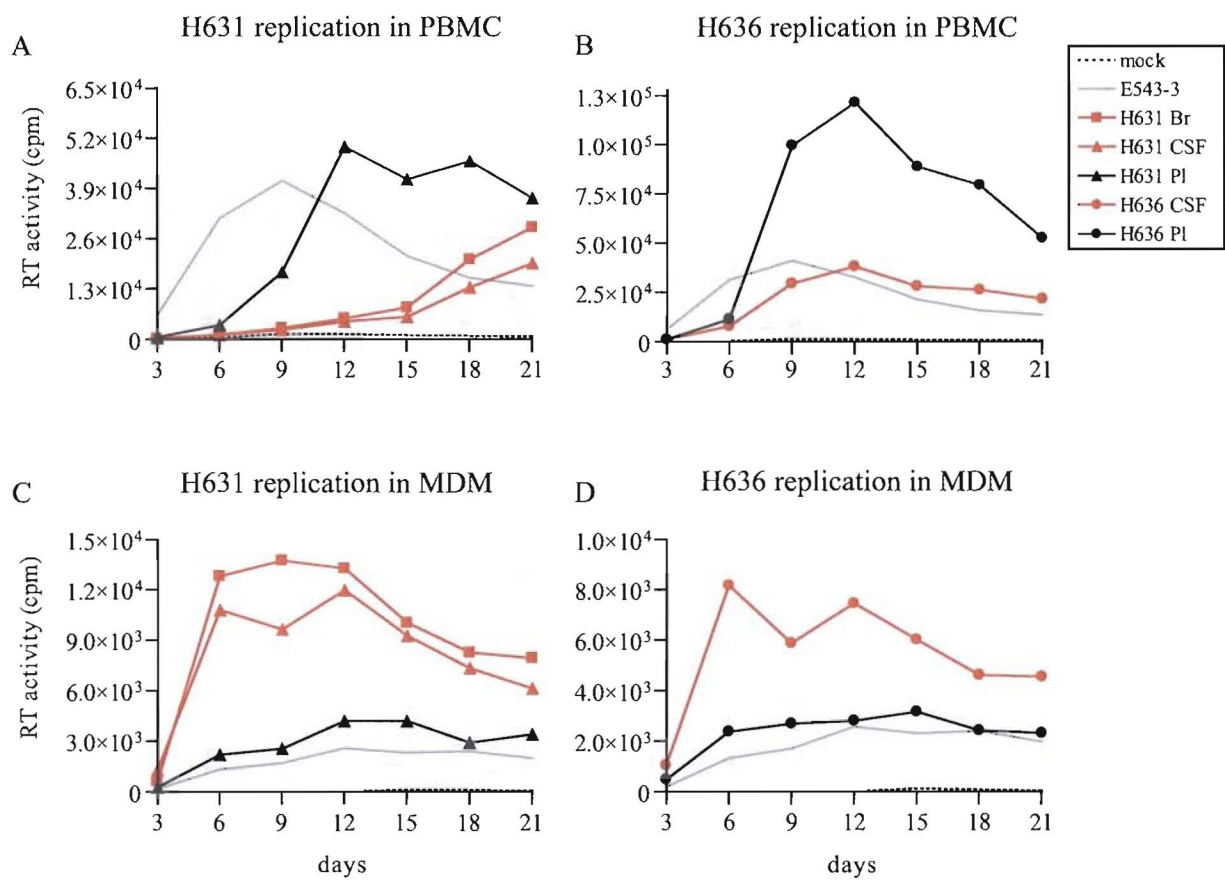 A
H631 replication in PBMC
RT activity (cpm)
6.5×10⁴
5.2×10⁴
3.9×10⁴
2.6×10⁴
1.3×10⁴
0
3 6 9 12 15 18 21
B
H636 replication in PBMC
1.3×10⁵
1.0×10⁵
7.5×10⁴
5.0×10⁴
2.5×10⁴
0
3 6 9 12 15 18 21
mock
E543-3
H631 Br
H631 CSF
H631 Pl
H636 CSF
H636 Pl
C
H631 replication in MDM
RT activity (cpm)
1.5×10⁴
1.2×10⁴
9.0×10³
6.0×10³
3.0×10³
0
3 6 9 12 15 18 21
days
D
H636 replication in MDM
1.0×10⁴
8.0×10³
6.0×10³
4.0×10³
2.0×10³
0
3 6 9 12 15 18 21
days